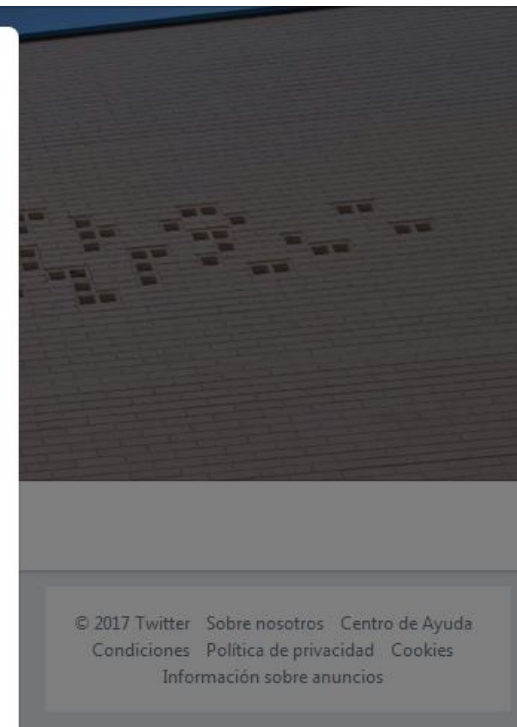 © 2017 Twitter Sobre nosotros Centro de Ayuda
Condiciones Política de privacidad Cookies
Información sobre anuncios